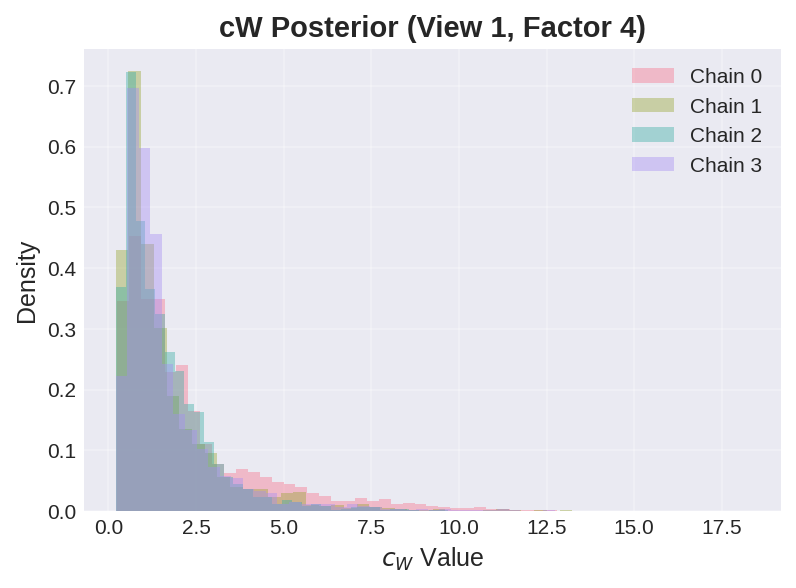 cW Posterior (View 1, Factor 4)
Chain 0
Chain 1
Chain 2
Chain 3
Density
0.7
0.6
0.5
0.4
0.3
0.2
0.1
0.0
0.0 2.5 5.0 7.5 10.0 12.5 15.0 17.5
c_W Value